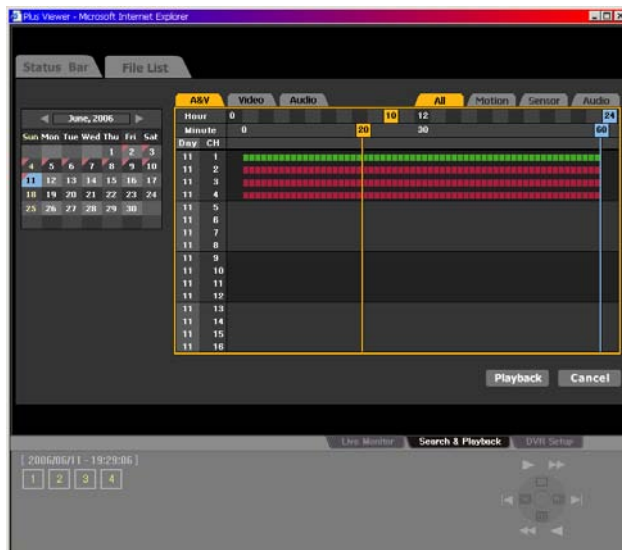 Plus Viewer - Microsoft Internet Explorer
Status Bar File List
A&V Video Audio All Motion Sensor Audio
June, 2006
Sun Mon Tue Wed Thu Fri Sat
1 2 3
4 5 6 7 8 9 10
11 12 13 14 15 16 17
18 19 20 21 22 23 24
25 26 27 28 29 30
Hour 0 10 12 24
Minute 0 20 30 60
Day CH
11 1
11 2
11 3
11 4
11 5
11 6
11 7
11 8
11 9
11 10
11 11
11 12
11 13
11 14
11 15
11 16
Playback Cancel
Live Monitor Search & Playback DVR Setup
[ 2006/06/11 - 19:29:06 ]
1 2 3 4